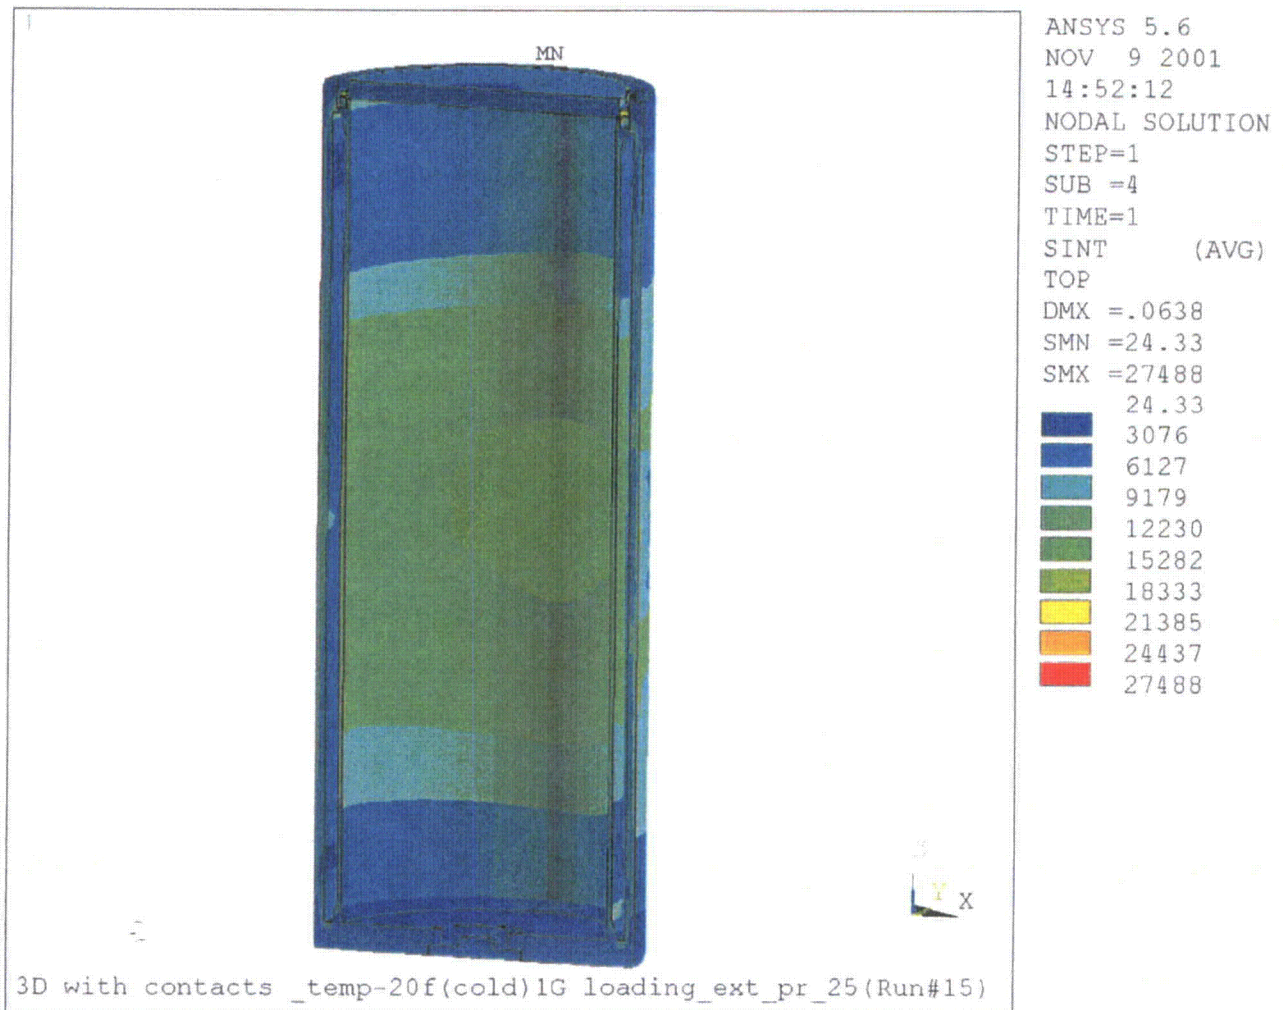 MN
ANSYS 5.6
NOV 9 2001
14:52:12
NODAL SOLUTION
STEP=1
SUB =4
TIME=1
SINT (AVG)
TOP
DMX =.0638
SMN =24.33
SMX =27488
24.33
3076
6127
9179
12230
15282
18333
21385
24437
27488
Y X
3D with contacts _temp-20f(cold)1G loading_ext_pr_25(Run#15)